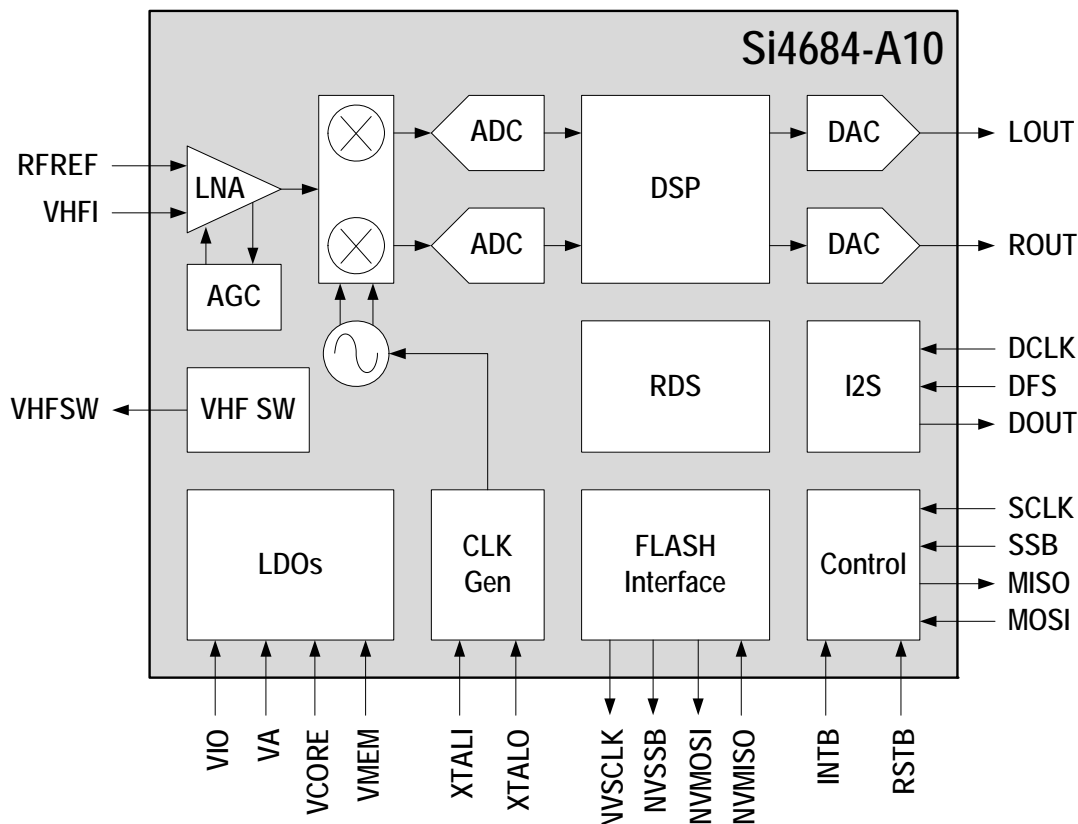 Si4684-A10
RFREF
VHFI
LNA
AGC
ADC
ADC
DSP
DAC
DAC
LOUT
ROUT
VHFSW
VHF SW
RDS
I2S
DCLK
DFS
DOUT
LDOs
CLK
Gen
FLASH
Interface
Control
SCLK
SSB
MISO
MOSI
VIO
VA
VCORE
VMEM
XTALI
XTALO
NVSCLK
NVSSB
NVMOSI
NVMISO
INTB
RSTB